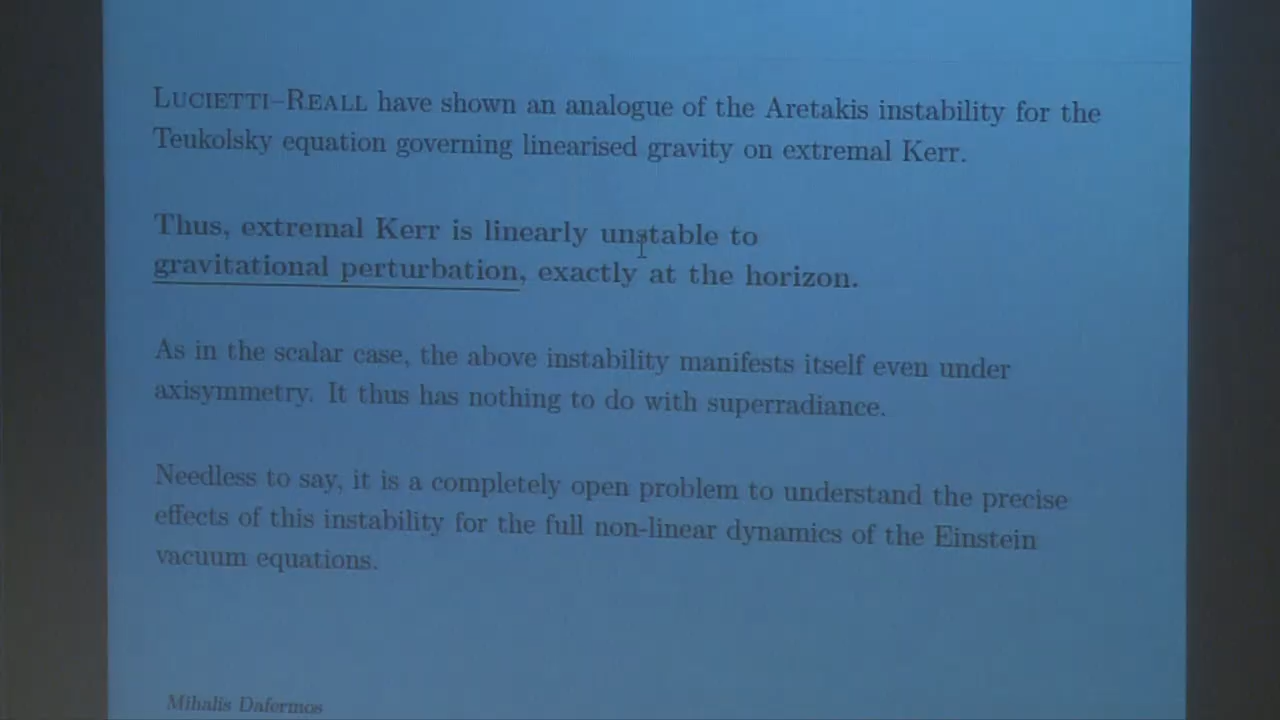 LUCIETTI–REALL have shown an analogue of the Aretakis instability for the
Teukolsky equation governing linearised gravity on extremal Kerr.
Thus, extremal Kerr is linearly unstable to
gravitational perturbation, exactly at the horizon.
As in the scalar case, the above instability manifests itself even under
axisymmetry. It thus has nothing to do with superradiance.
Needless to say, it is a completely open problem to understand the precise
effects of this instability for the full non-linear dynamics of the Einstein
vacuum equations.
Mihalis Dafermos